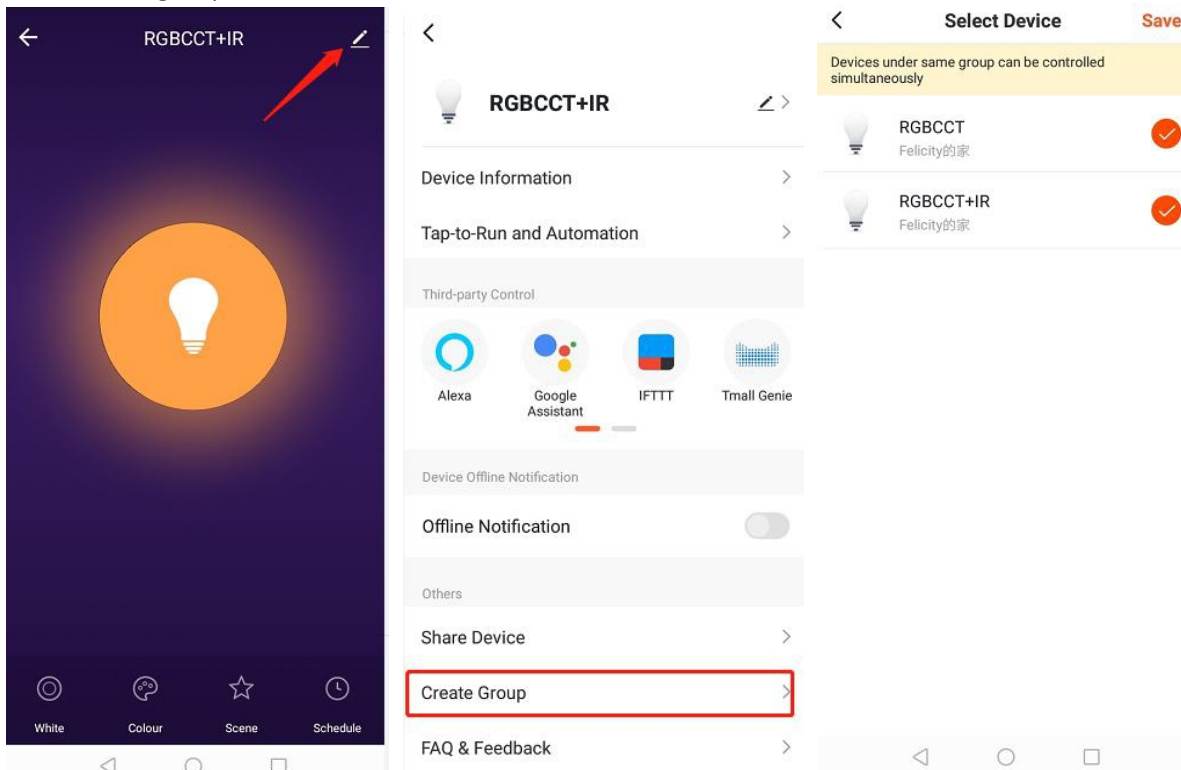 RGBCCT+IR
White Colour Scene Schedule
RGBCCT+IR
Device Information
Tap-to-Run and Automation
Third-party Control
Alexa Google Assistant IFTTT Tmall Genie
Device Offline Notification
Offline Notification
Others
Share Device
Create Group
FAQ & Feedback
Select Device Save
Devices under same group can be controlled
simultaneously
RGBCCT
Felicity的家
RGBCCT+IR
Felicity的家